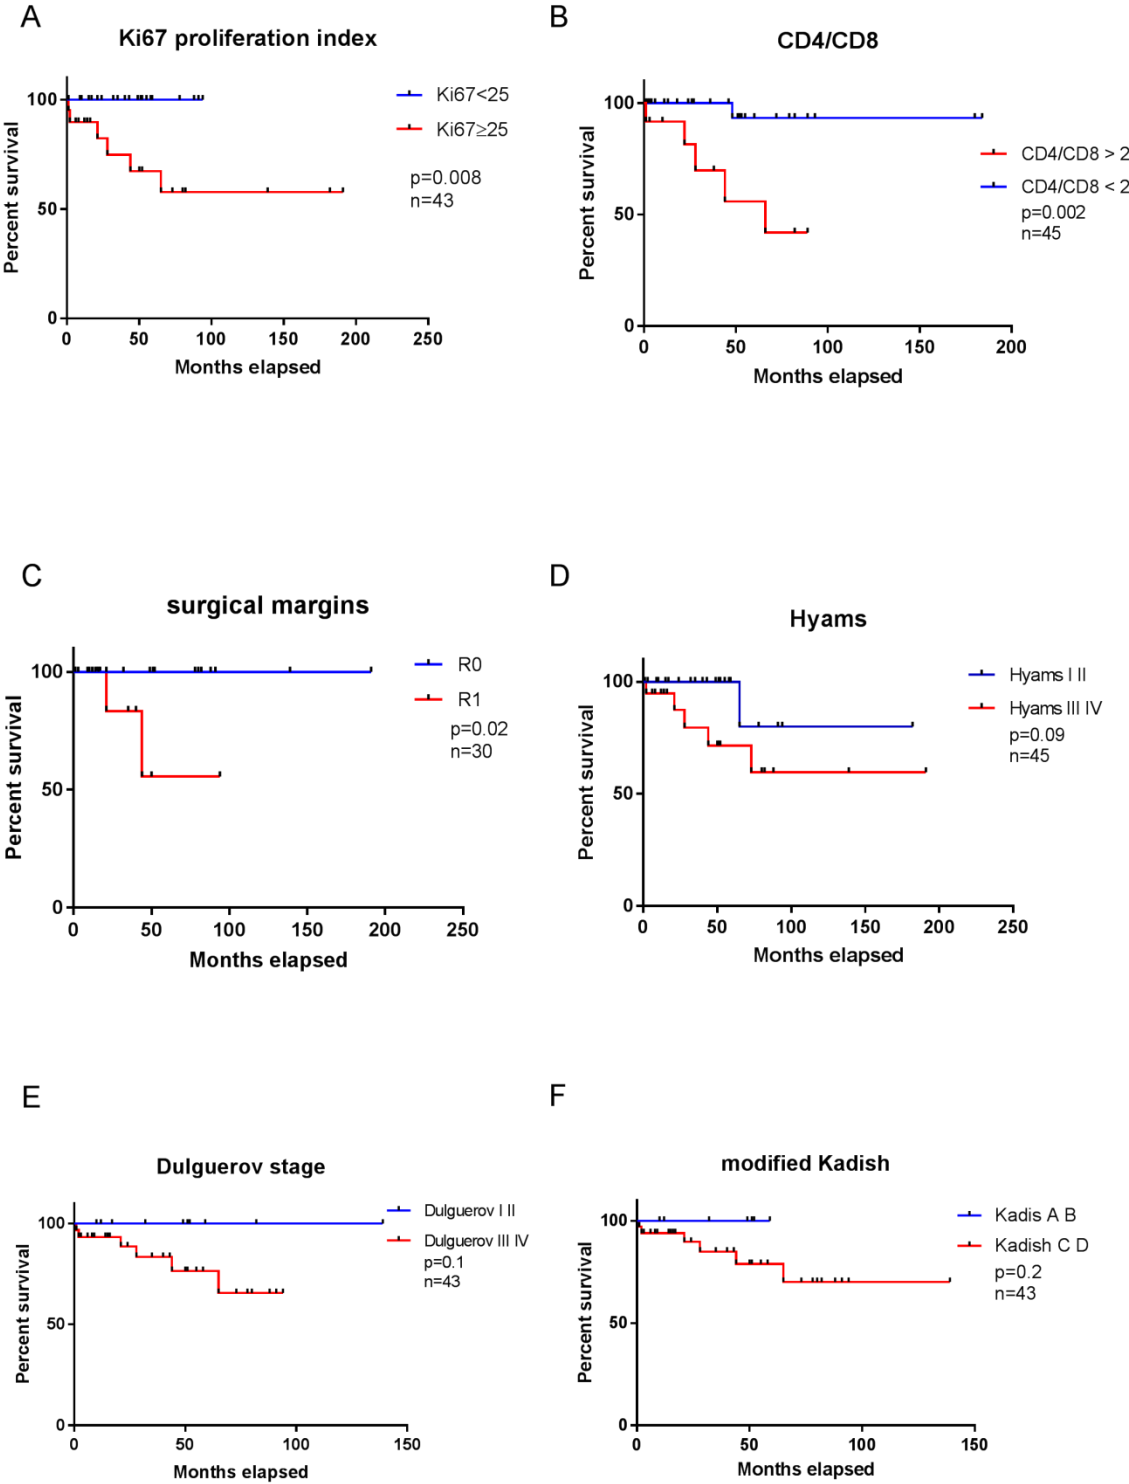 A
Ki67 proliferation index
100
50
0
0 50 100 150 200 250
Percent survival
Months elapsed
Ki67<25
Ki67≥25
p=0.008
n=43
B
CD4/CD8
100
50
0
0 50 100 150 200
Percent survival
Months elapsed
CD4/CD8 > 2
CD4/CD8 < 2
p=0.002
n=45
C
surgical margins
100
50
0
0 50 100 150 200 250
Percent survival
Months elapsed
R0
R1
p=0.02
n=30
D
Hyams
100
50
0
0 50 100 150 200 250
Percent survival
Months elapsed
Hyams I II
Hyams III IV
p=0.09
n=45
E
Dulguerov stage
100
50
0
0 50 100 150
Percent survival
Months elapsed
Dulguerov I II
Dulguerov III IV
p=0.1
n=43
F
modified Kadish
100
50
0
0 50 100 150
Percent survival
Months elapsed
Kadis A B
Kadish C D
p=0.2
n=43